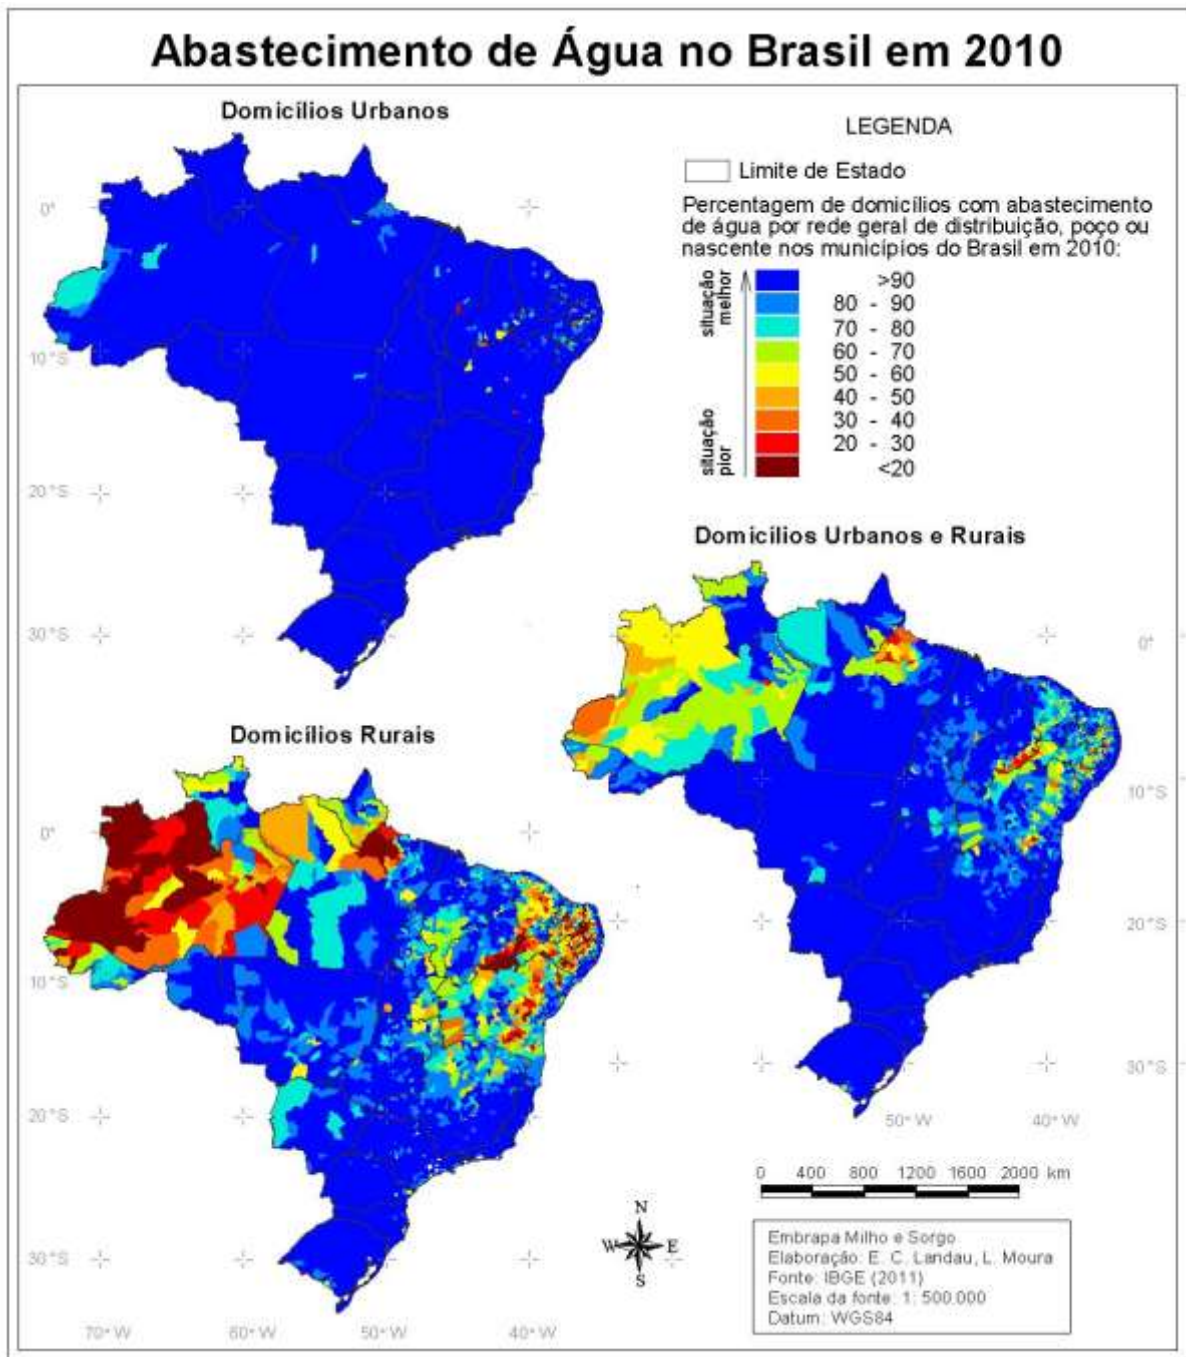 Abastecimento de Água no Brasil em 2010
Domicílios Urbanos
0°
10°S
20°S
30°S
LEGENDA
Limite de Estado
Percentagem de domicílios com abastecimento
de água por rede geral de distribuição, poço ou
nascente nos municípios do Brasil em 2010:
situação melhor
situação pior
>90
80 - 90
70 - 80
60 - 70
50 - 60
40 - 50
30 - 40
20 - 30
<20
Domicílios Urbanos e Rurais
0°
10°S
20°S
30°S
50° W 40° W
Domicílios Rurais
0°
10°S
20°S
30°S
70° W 60° W 50° W 40° W
0 400 800 1200 1600 2000 km
N
W E
S
Embrapa Milho e Sorgo
Elaboração: E. C. Landau, L. Moura
Fonte: IBGE (2011)
Escala da fonte: 1: 500.000
Datum: WGS84